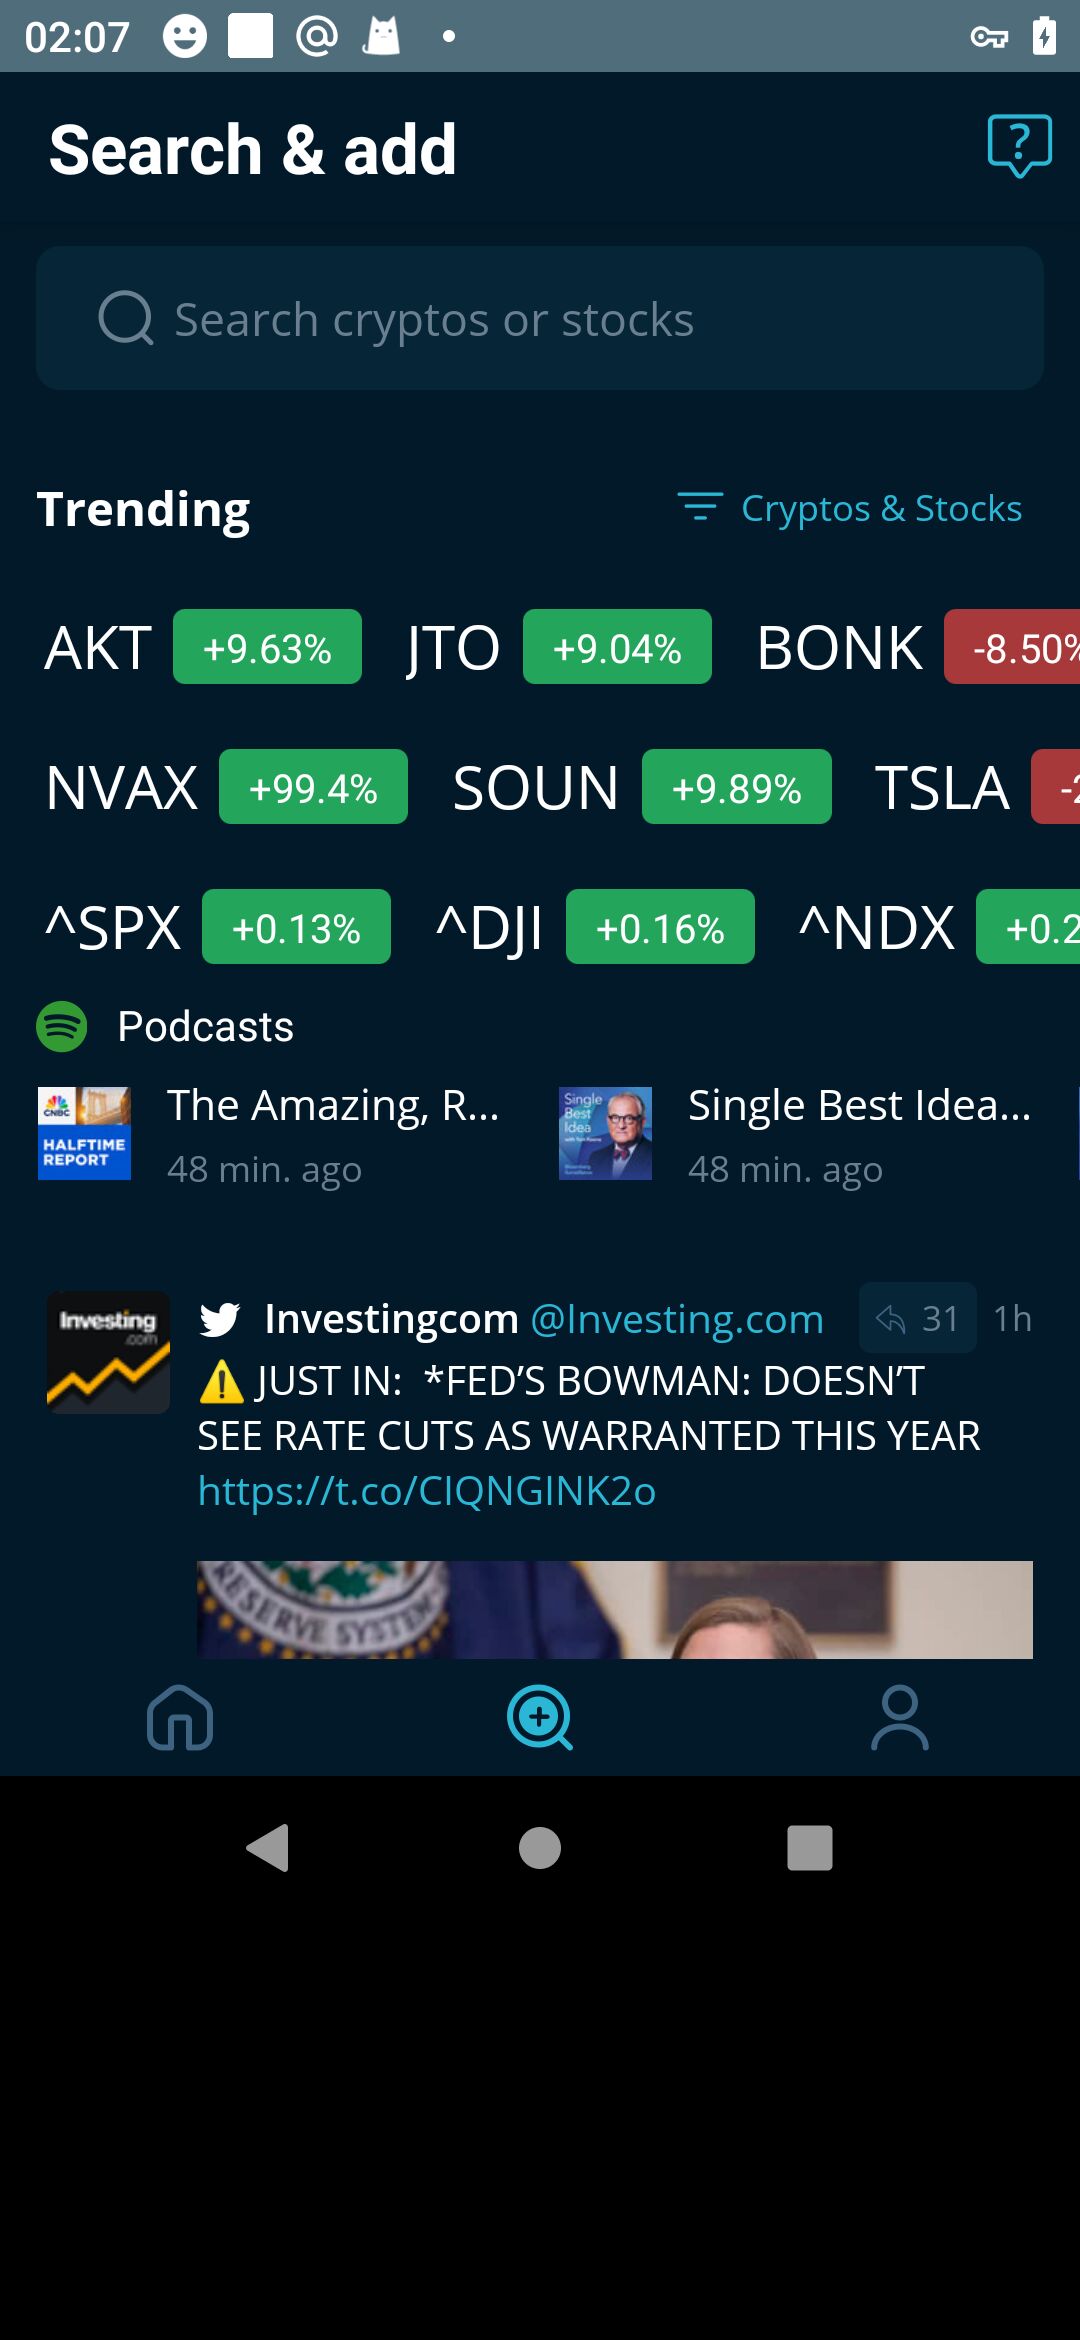 02:07
Search & add
Search cryptos or stocks
Trending
Cryptos & Stocks
AKT +9.63% JTO +9.04% BONK -8.50%
NVAX +99.4% SOUN +9.89% TSLA
^SPX +0.13% ^DJI +0.16% ^NDX +0.2
Podcasts
The Amazing, R...
48 min. ago
Single Best Idea...
48 min. ago
CNBC
HALFTIME
REPORT
Single
Best
Idea
Investing
.com
Investingcom @Investing.com 31 1h
⚠️ JUST IN: *FED’S BOWMAN: DOESN’T
SEE RATE CUTS AS WARRANTED THIS YEAR
https://t.co/CIQNGINK2o
RESERVE SYSTEM